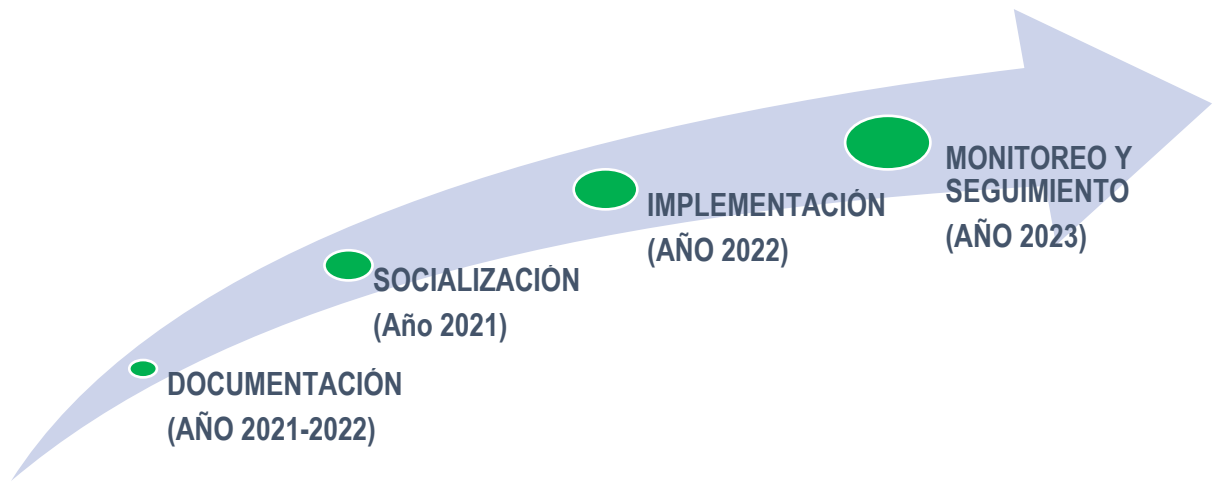 DOCUMENTACIÓN
(AÑO 2021-2022)
SOCIALIZACIÓN
(Año 2021)
IMPLEMENTACIÓN
(AÑO 2022)
MONITOREO Y
SEGUIMIENTO
(AÑO 2023)